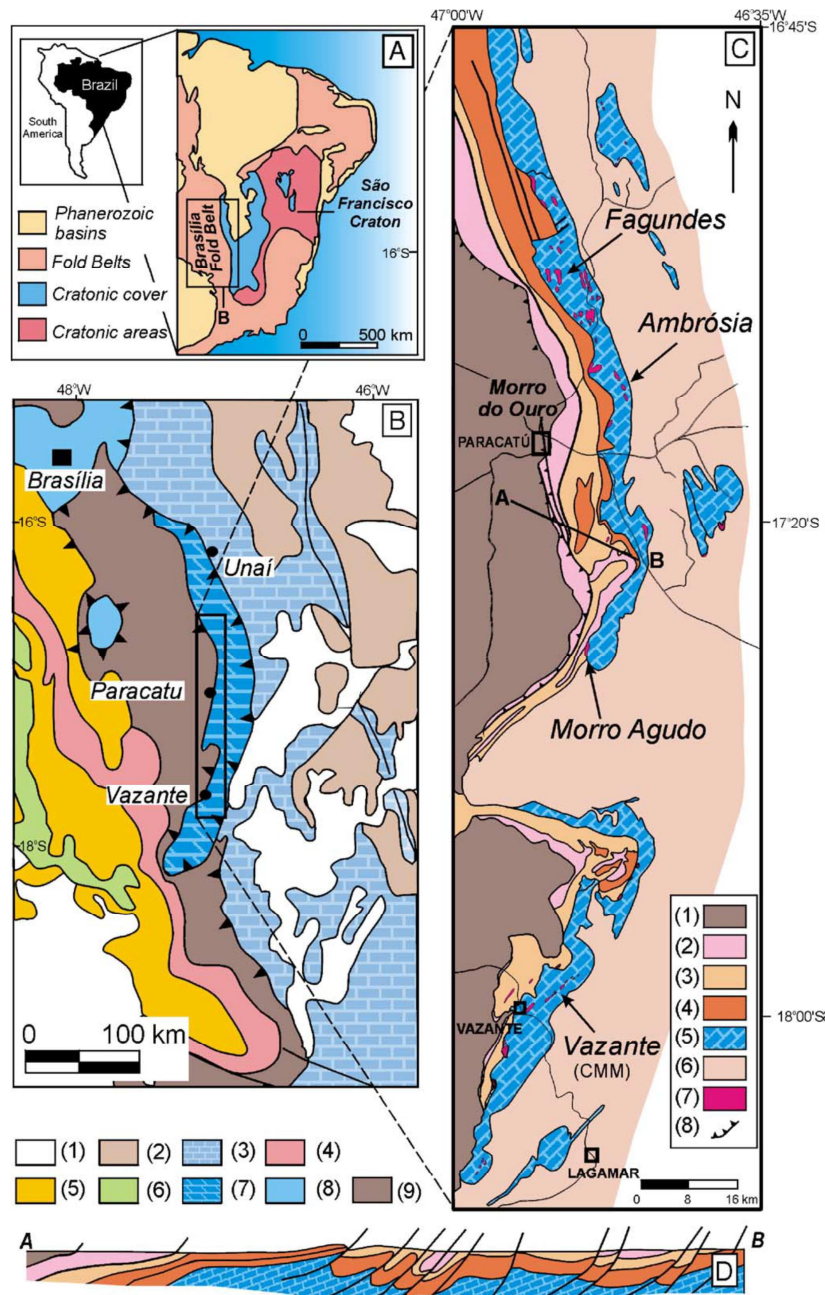 A
Brazil
South
America
Phanerozoic
basins
Fold Belts
Cratonic cover
Cratonic areas
São
Francisco
Craton
Brasília
Fold Belt
16°S
B
0 500 km
B
48°W
46°W
Brasília
16°S
Unaí
Paracatu
Vazante
18°S
0 100 km
(1) (2) (3) (4)
(5) (6) (7) (8) (9)
47°00'
46°35'
16°45'
C
N
Fagundes
Ambrósia
Morro
do Ouro
PARACATÚ
A
17°20'
B
Morro Agudo
18°00'S
VAZANTE
Vazante
(CMM)
LAGAMAR
(1)
(2)
(3)
(4)
(5)
(6)
(7)
(8)
0 8 16 km
A
B
D